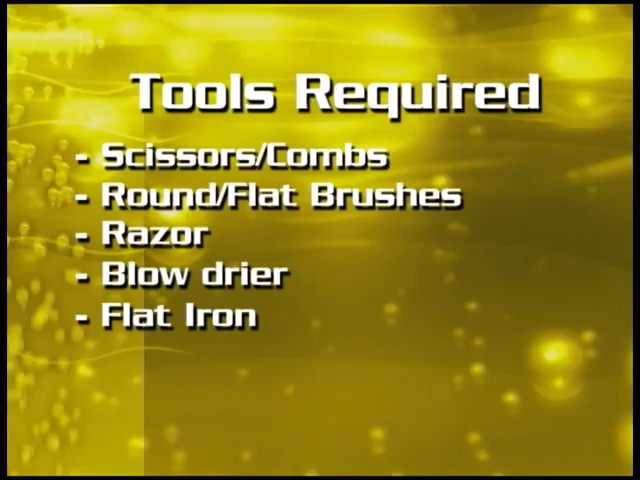 Tools Required
- Scissors/Combs
- Round/Flat Brushes
- Razor
- Blow drier
- Flat Iron